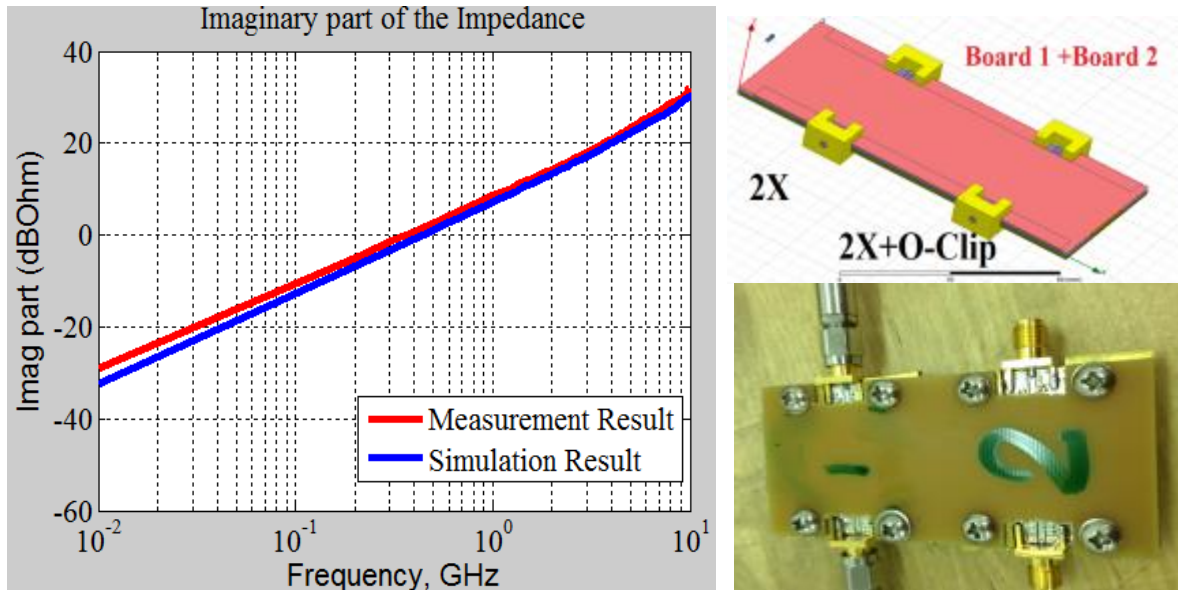 Imaginary part of the Impedance
40
20
0
-20
-40
-60
Imag part (dBOhm)
10^-2
10^-1
10^0
10^1
Frequency, GHz
Measurement Result
Simulation Result
Board 1 +Board 2
2X
2X+O-Clip
1
2